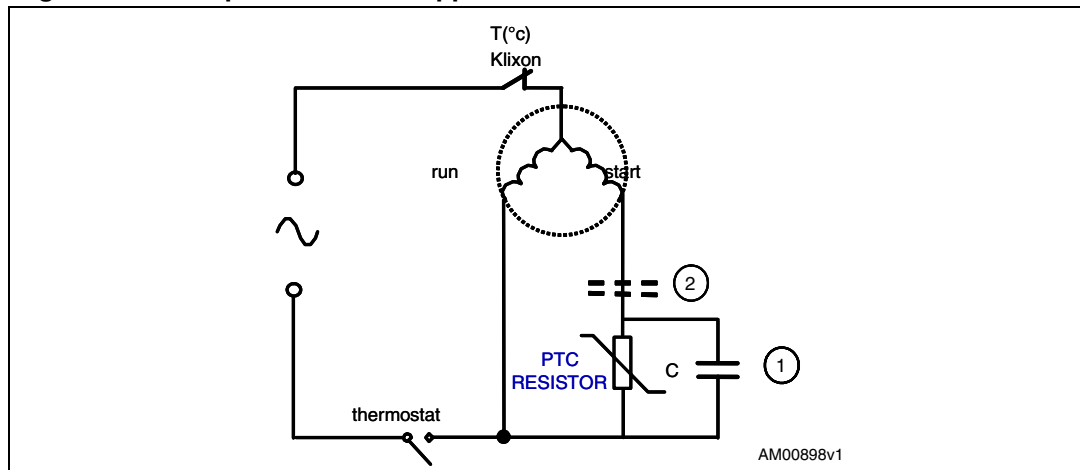 T(°c)
Klixon
run
start
2
PTC
RESISTOR
C
1
thermostat
AM00898v1